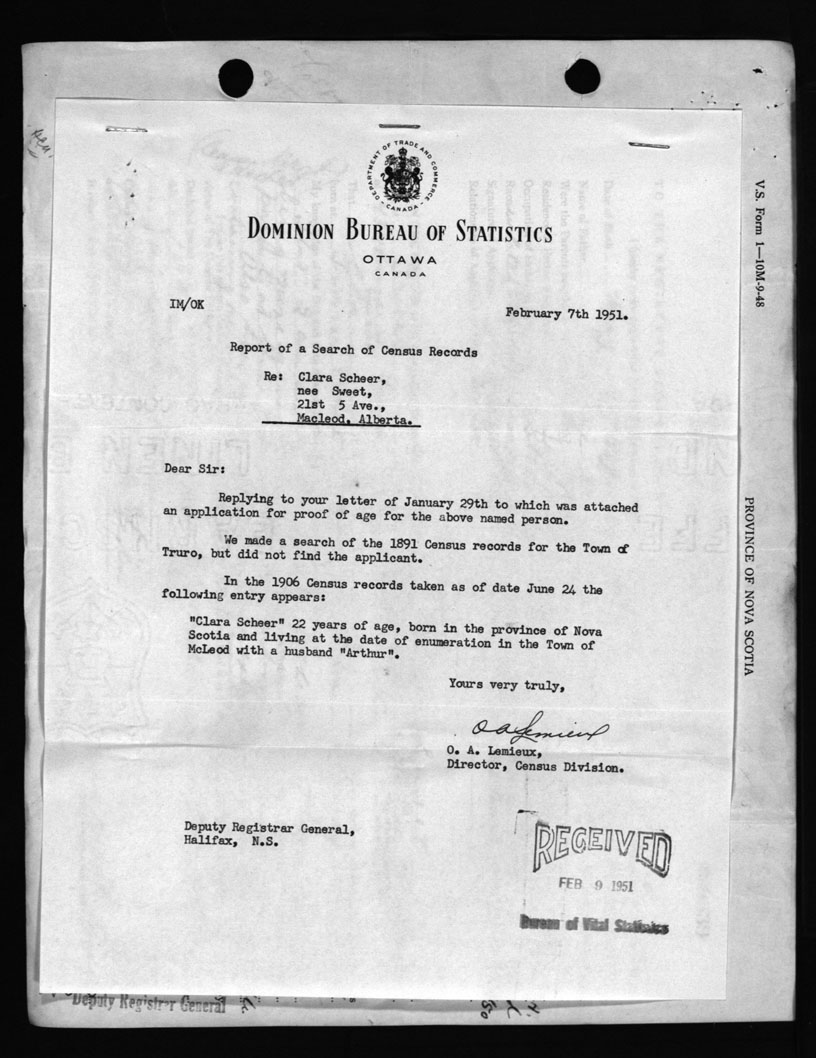 DEPARTMENT OF TRADE AND COMMERCE
CANADA
DOMINION BUREAU OF STATISTICS
OTTAWA
CANADA
IM/OK
February 7th 1951.
Report of a Search of Census Records
Re: Clara Scheer,
nee Sweet,
21st 5 Ave.,
Macleod, Alberta.
Dear Sir:
Replying to your letter of January 29th to which was attached
an application for proof of age for the above named person.
We made a search of the 1891 Census records for the Town of
Truro, but did not find the applicant.
In the 1906 Census records taken as of date June 24 the
following entry appears:
"Clara Scheer" 22 years of age, born in the province of Nova
Scotia and living at the date of enumeration in the Town of
McLeod with a husband "Arthur".
Yours very truly,
O A Lemieux
O. A. Lemieux,
Director, Census Division.
Deputy Registrar General,
Halifax, N.S.
RECEIVED
FEB 9 1951
Bureau of Vital Statistics
Deputy Registrar General
V.S. Form 1—10M-9-48
PROVINCE OF NOVA SCOTIA